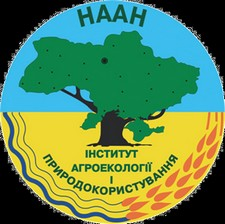 НААН
ІНСТИТУТ
АГРОЕКОЛОГІЇ
І
ПРИРОДОКОРИСТУВАННЯ